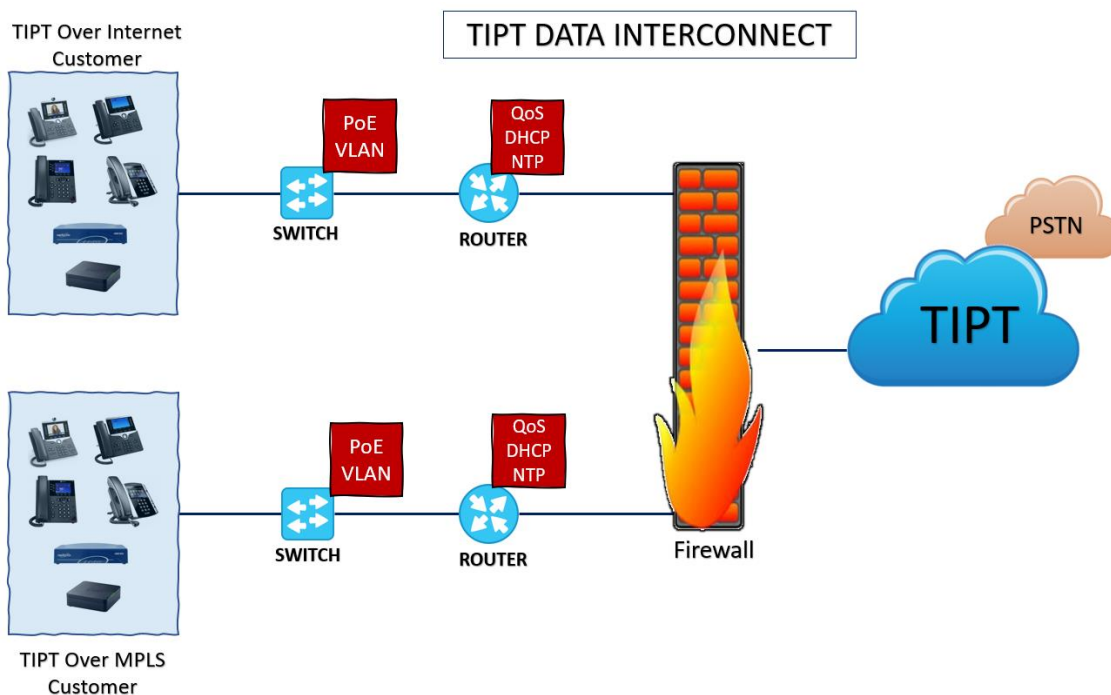 TIPT DATA INTERCONNECT
TIPT Over Internet
Customer
PoE
VLAN
QoS
DHCP
NTP
SWITCH
ROUTER
PSTN
TIPT
PoE
VLAN
QoS
DHCP
NTP
SWITCH
ROUTER
Firewall
TIPT Over MPLS
Customer